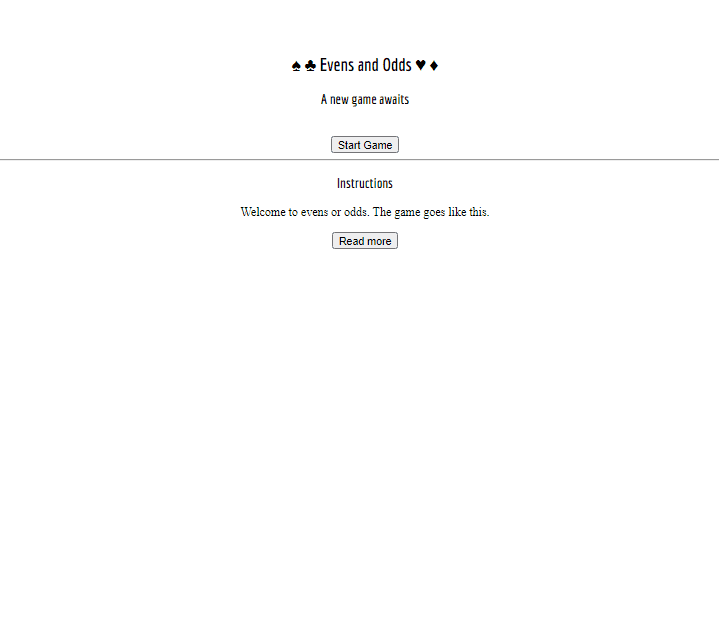 ♠ ♣ Evens and Odds ♥ ♦
A new game awaits
Start Game
Instructions
Welcome to evens or odds. The game goes like this.
Read more